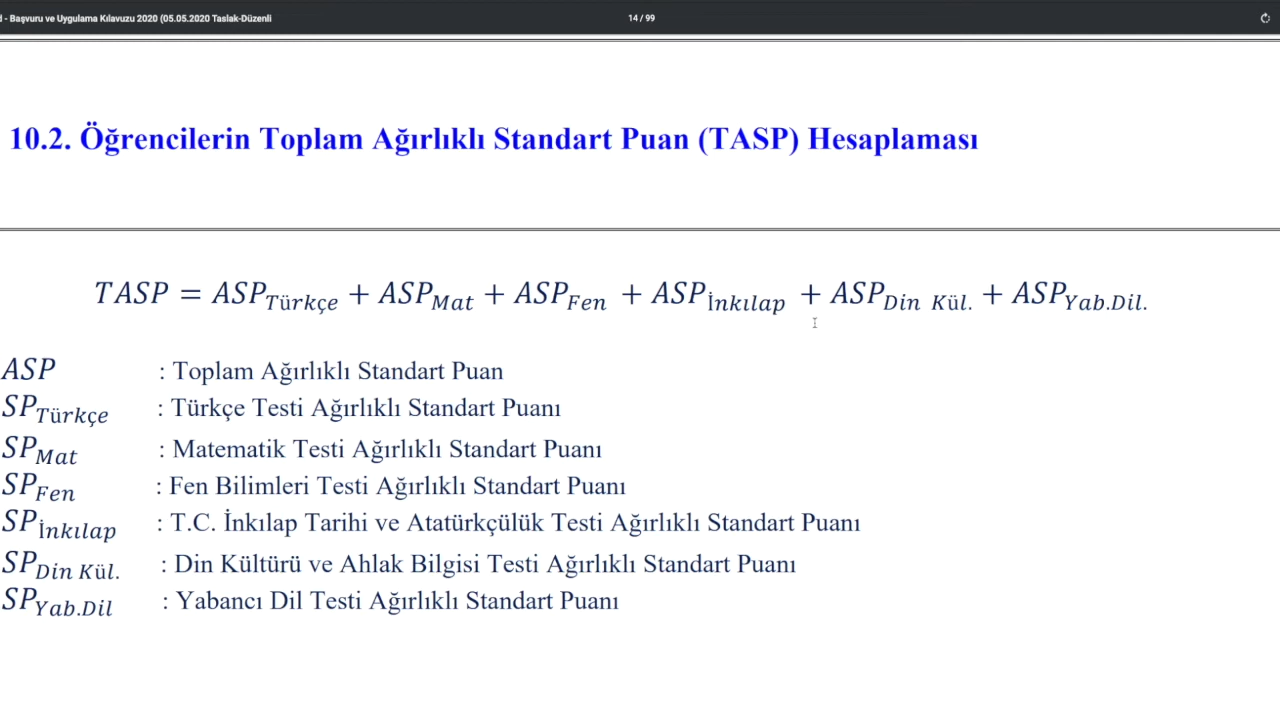 d - Başvuru ve Uygulama Kılavuzu 2020 (05.05.2020 Taslak-Düzenli
14 / 99
10.2. Öğrencilerin Toplam Ağırlıklı Standart Puan (TASP) Hesaplaması
TASP = ASP_Türkçe + ASP_Mat + ASP_Fen + ASP_İnkılap + ASP_Din Kül. + ASP_Yab.Dil.
ASP : Toplam Ağırlıklı Standart Puan
SP_Türkçe : Türkçe Testi Ağırlıklı Standart Puanı
SP_Mat : Matematik Testi Ağırlıklı Standart Puanı
SP_Fen : Fen Bilimleri Testi Ağırlıklı Standart Puanı
SP_İnkılap : T.C. İnkılap Tarihi ve Atatürkçülük Testi Ağırlıklı Standart Puanı
SP_Din Kül. : Din Kültürü ve Ahlak Bilgisi Testi Ağırlıklı Standart Puanı
SP_Yab.Dil : Yabancı Dil Testi Ağırlıklı Standart Puanı